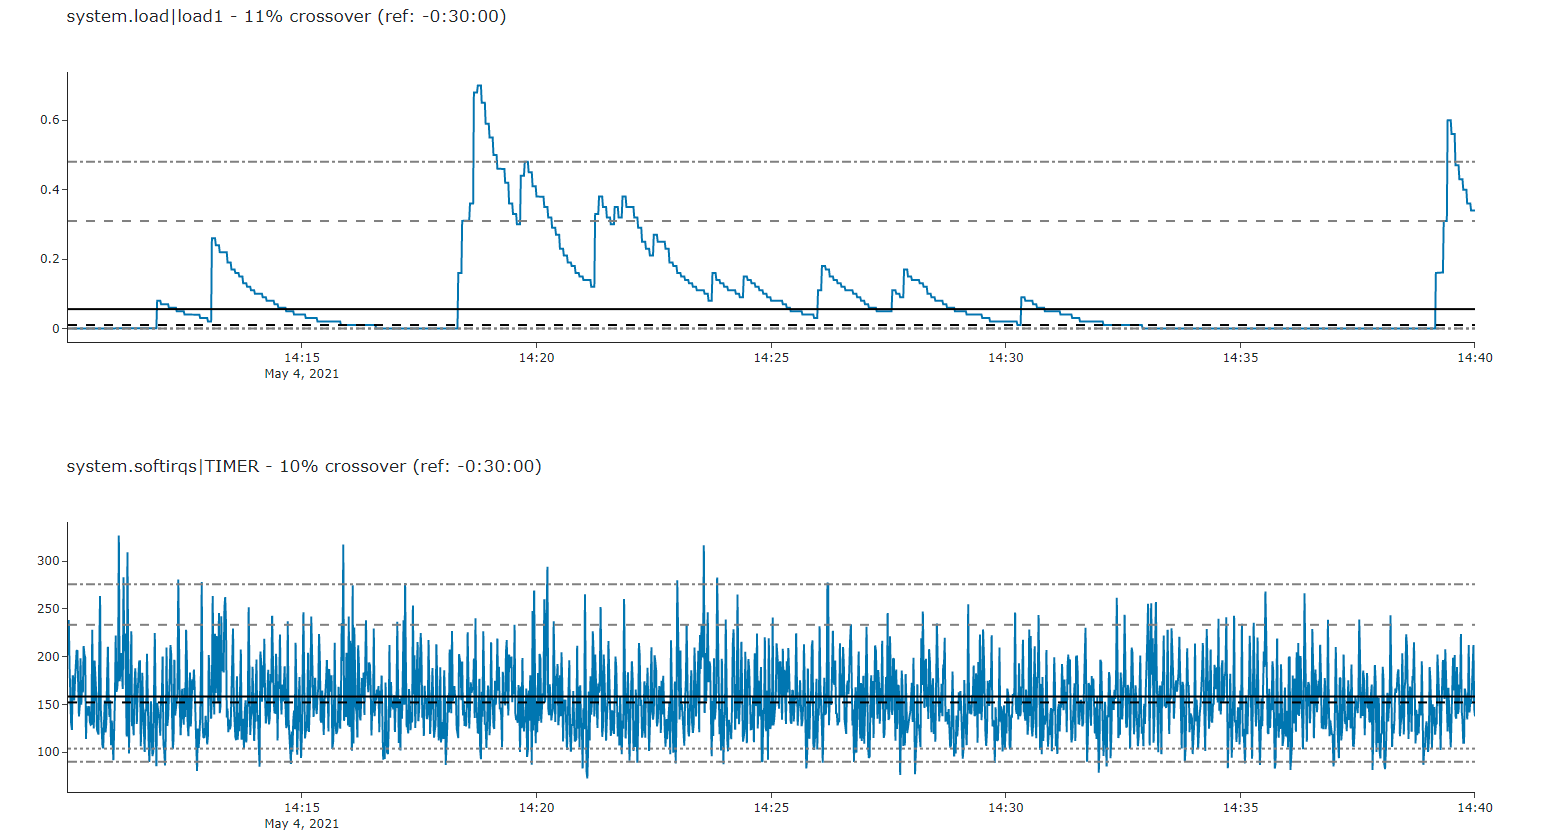 system.load|load1 - 11% crossover (ref: -0:30:00)
0.6
0.4
0.2
0
14:15 14:20 14:25 14:30 14:35 14:40
May 4, 2021
system.softirqs|TIMER - 10% crossover (ref: -0:30:00)
300
250
200
150
100
14:15 14:20 14:25 14:30 14:35 14:40
May 4, 2021